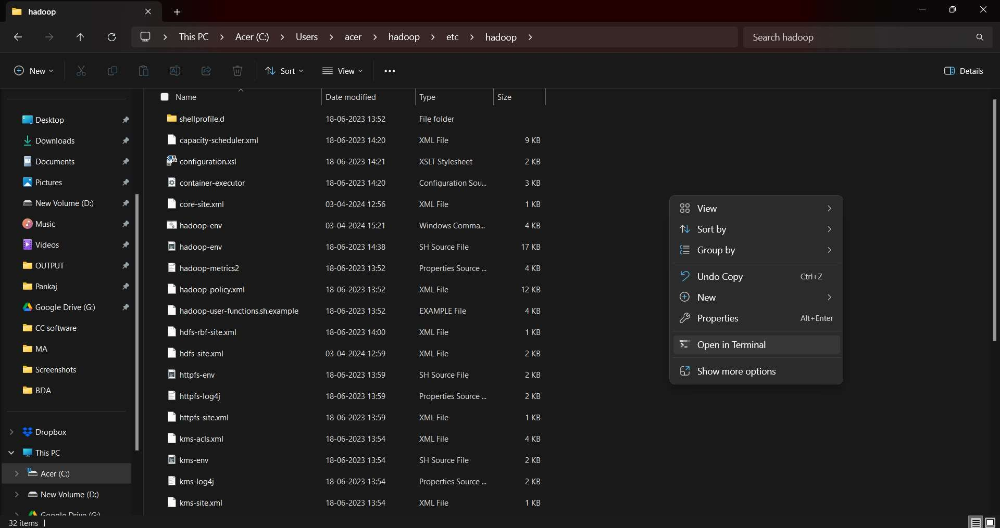 hadoop
This PC > Acer (C:) > Users > acer > hadoop > etc > hadoop >
Search hadoop
New
Sort
View
Details
Desktop
Downloads
Documents
Pictures
New Volume (D:)
Music
Videos
OUTPUT
Pankaj
Google Drive (G:)
CC software
MA
Screenshots
BDA
Dropbox
This PC
Acer (C:)
New Volume (D:)
Google Drive (G:)
Name Date modified Type Size
shellprofile.d 18-06-2023 13:52 File folder
capacity-scheduler.xml 18-06-2023 14:20 XML File 9 KB
configuration.xsl 18-06-2023 14:21 XSLT Stylesheet 2 KB
container-executor 18-06-2023 14:20 Configuration Sou... 3 KB
core-site.xml 03-04-2024 12:56 XML File 1 KB
hadoop-env 03-04-2024 15:21 Windows Comma... 4 KB
hadoop-env 18-06-2023 14:38 SH Source File 17 KB
hadoop-metrics2 18-06-2023 13:52 Properties Source ... 4 KB
hadoop-policy.xml 18-06-2023 13:52 XML File 12 KB
hadoop-user-functions.sh.example 18-06-2023 13:52 EXAMPLE File 4 KB
hdfs-rbf-site.xml 18-06-2023 14:00 XML File 1 KB
hdfs-site.xml 03-04-2024 12:59 XML File 2 KB
httpfs-env 18-06-2023 13:59 SH Source File 2 KB
httpfs-log4j 18-06-2023 13:59 Properties Source ... 2 KB
httpfs-site.xml 18-06-2023 13:59 XML File 1 KB
kms-acls.xml 18-06-2023 13:54 XML File 4 KB
kms-env 18-06-2023 13:54 SH Source File 2 KB
kms-log4j 18-06-2023 13:54 Properties Source ... 2 KB
kms-site.xml 18-06-2023 13:54 XML File 1 KB
View
Sort by
Group by
Undo Copy Ctrl+Z
New
Properties Alt+Enter
Open in Terminal
Show more options
32 items